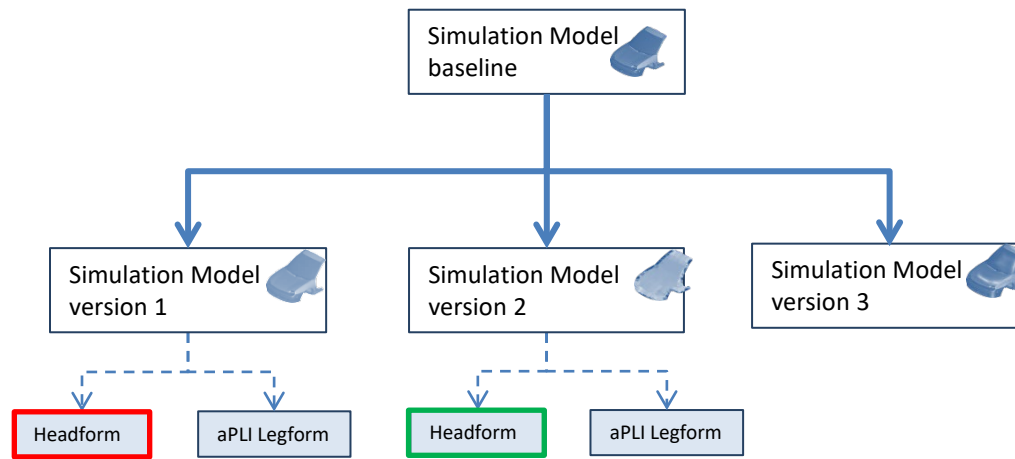 Simulation Model
baseline
Simulation Model
version 1
Simulation Model
version 2
Simulation Model
version 3
Headform
aPLI Legform
Headform
aPLI Legform